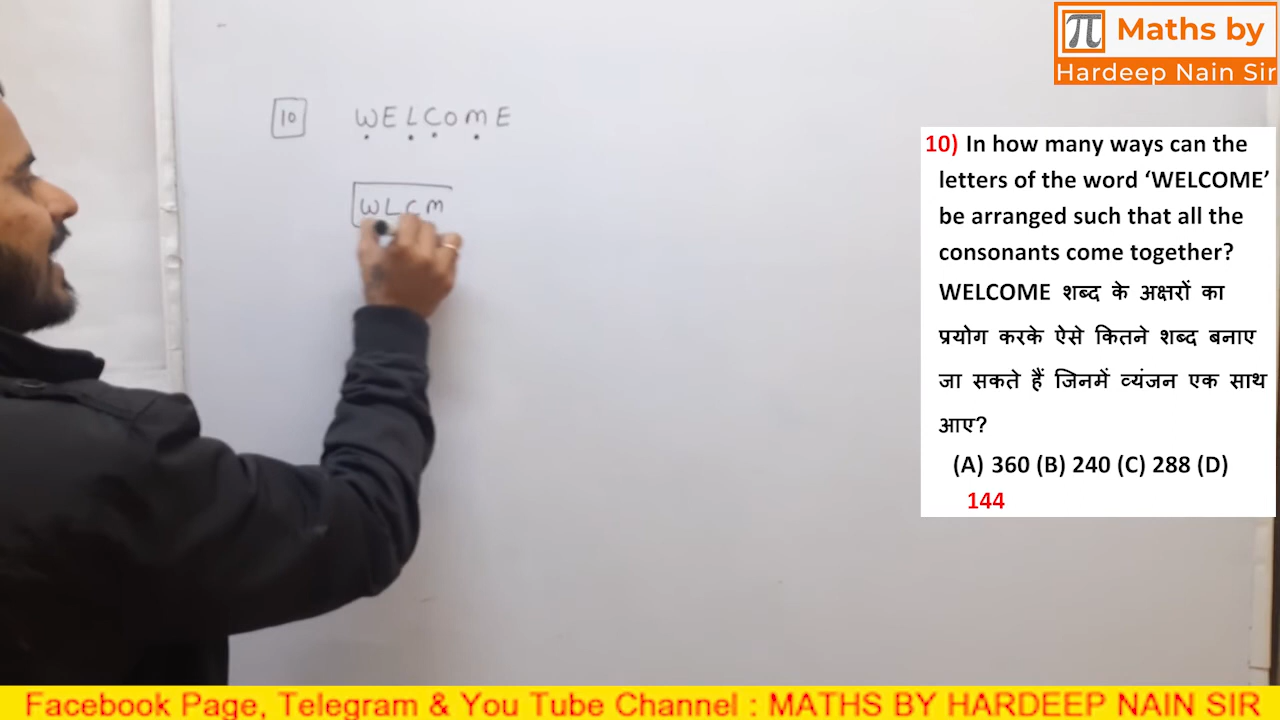 π Maths by
Hardeep Nain Sir
10 WELCOME
WLCM
10) In how many ways can the
letters of the word ‘WELCOME’
be arranged such that all the
consonants come together?
WELCOME शब्द के अक्षरों का
प्रयोग करके ऐसे कितने शब्द बनाए
जा सकते हैं जिनमें व्यंजन एक साथ
आए?
(A) 360 (B) 240 (C) 288 (D)
144
Facebook Page, Telegram & You Tube Channel : MATHS BY HARDEEP NAIN SIR